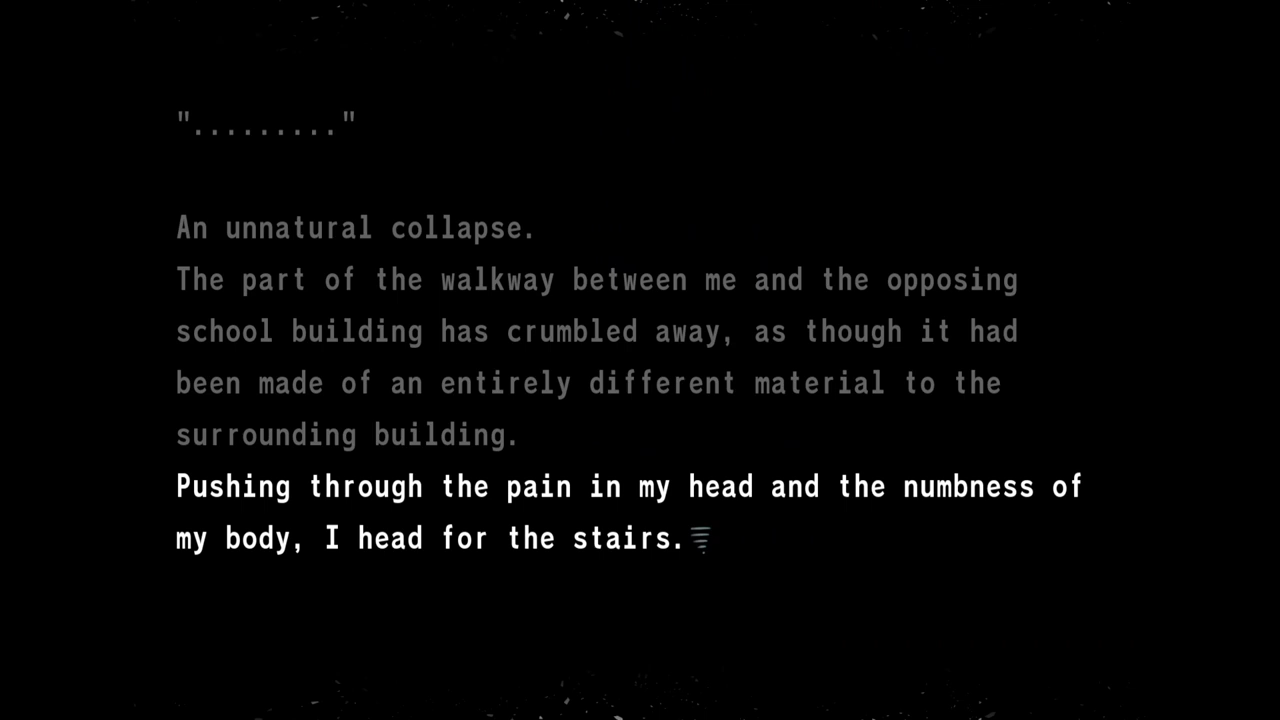 "........."
An unnatural collapse.
The part of the walkway between me and the opposing
school building has crumbled away, as though it had
been made of an entirely different material to the
surrounding building.
Pushing through the pain in my head and the numbness of
my body, I head for the stairs.